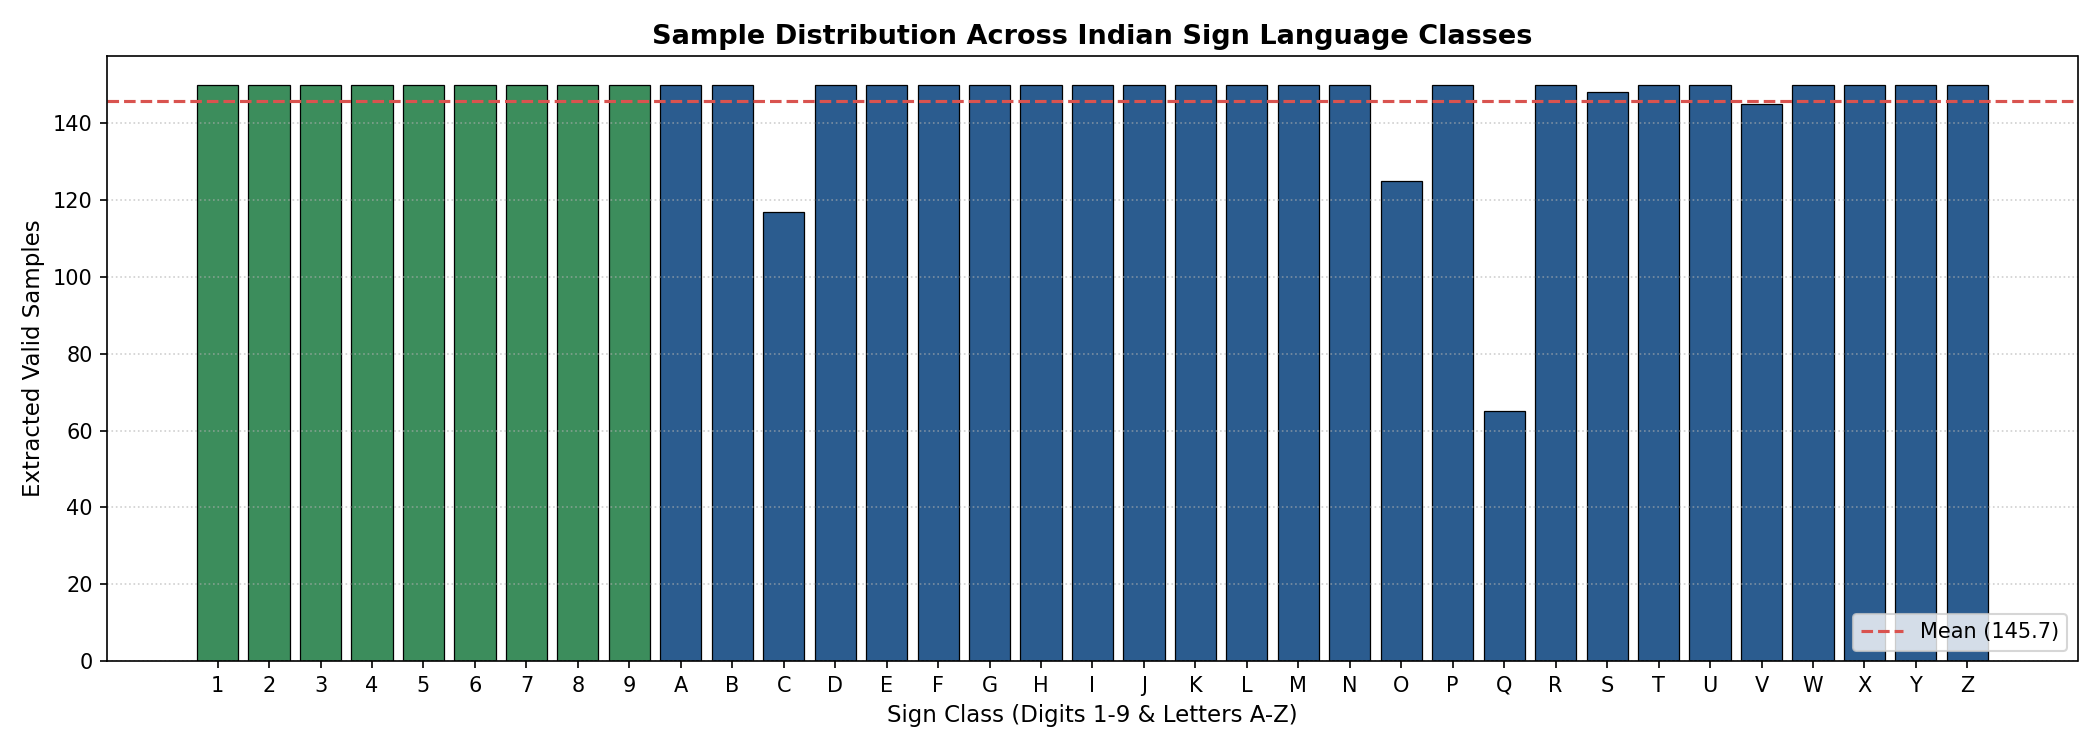 Sample Distribution Across Indian Sign Language Classes
Extracted Valid Samples
140
120
100
80
60
40
20
0
Mean (145.7)
1 2 3 4 5 6 7 8 9 A B C D E F G H I J K L M N O P Q R S T U V W X Y Z
Sign Class (Digits 1-9 & Letters A-Z)